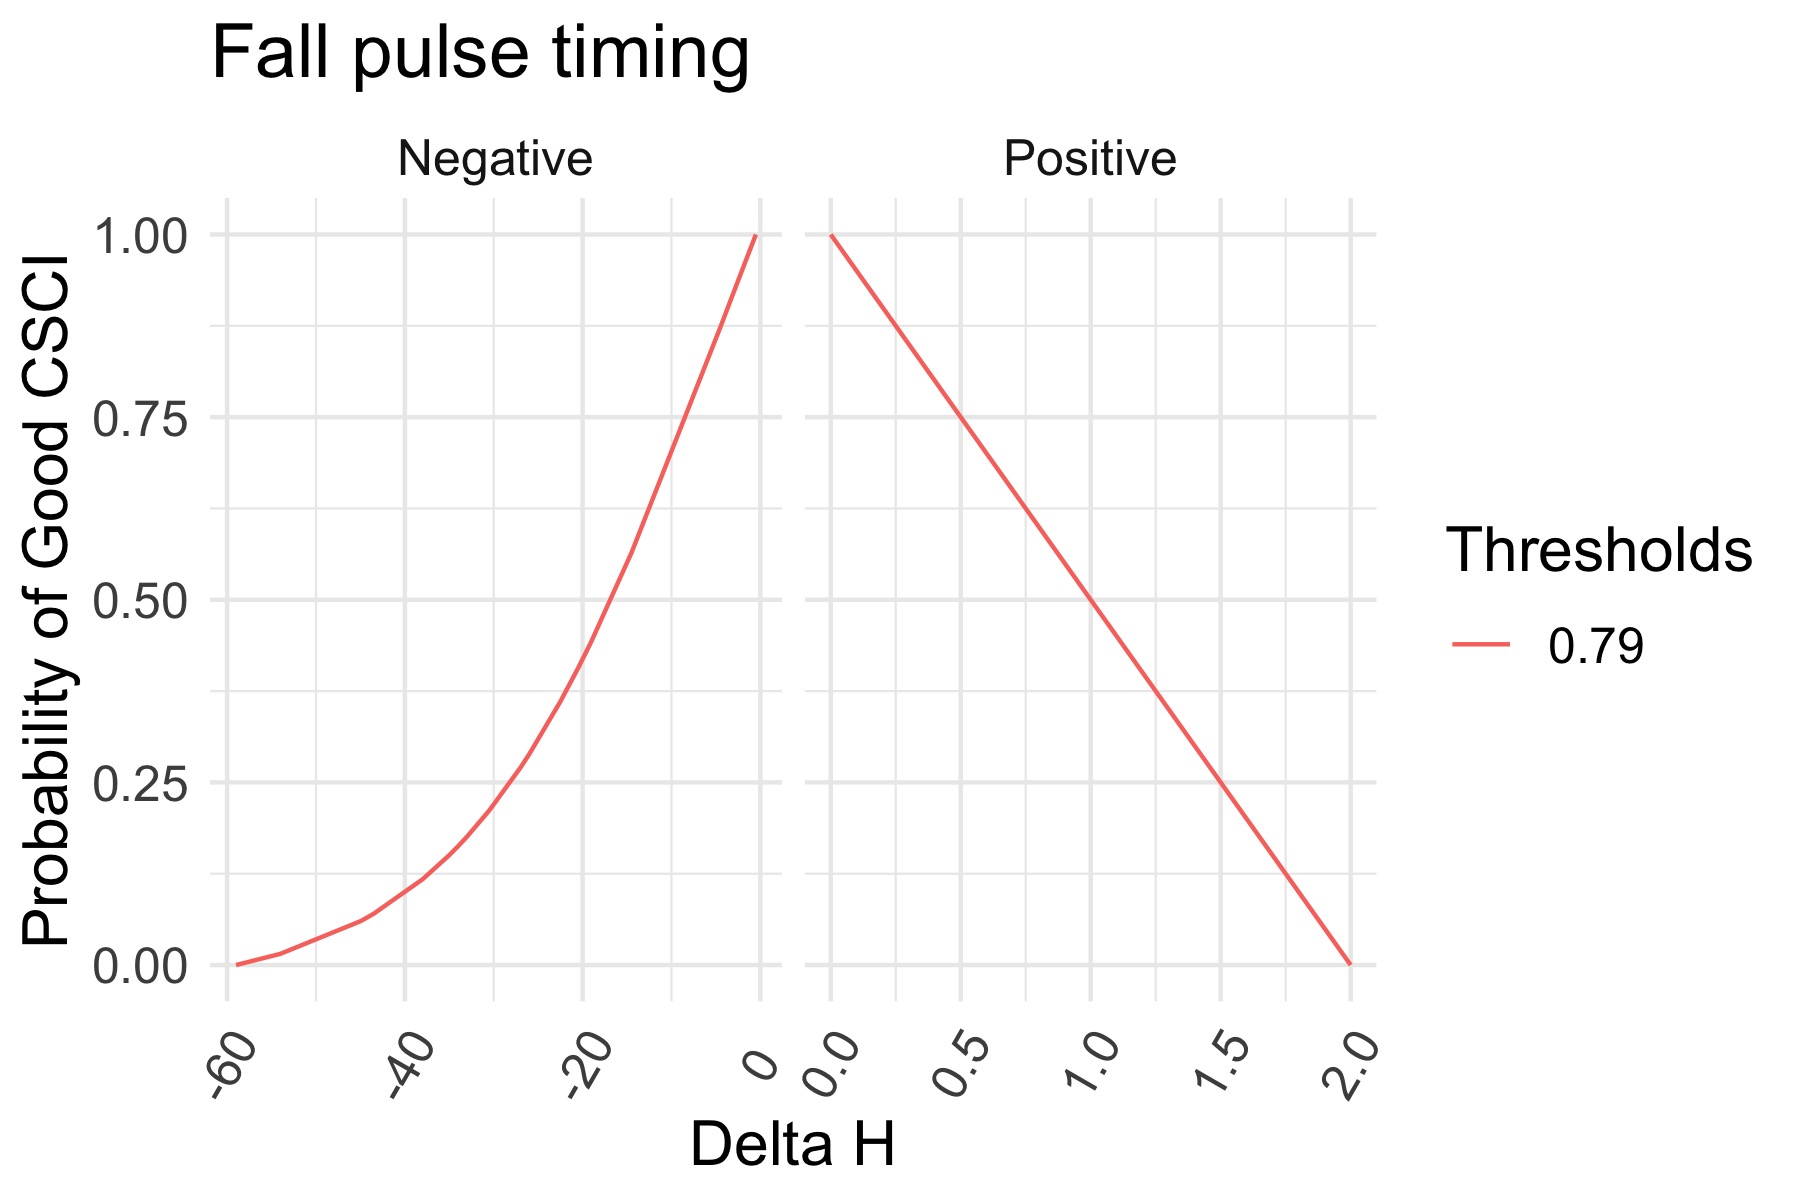 Fall pulse timing
Negative
Positive
Probability of Good CSCI
1.00
0.75
0.50
0.25
0.00
-60
-40
-20
0
0.0
0.5
1.0
1.5
2.0
Delta H
Thresholds
0.79